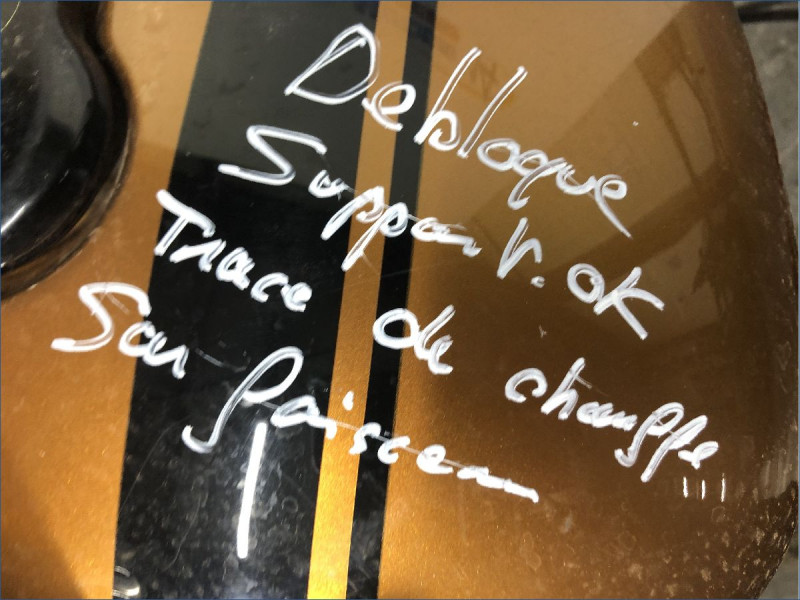 Debloque
Support. OK
Trace de chauffe
Sur faisceau